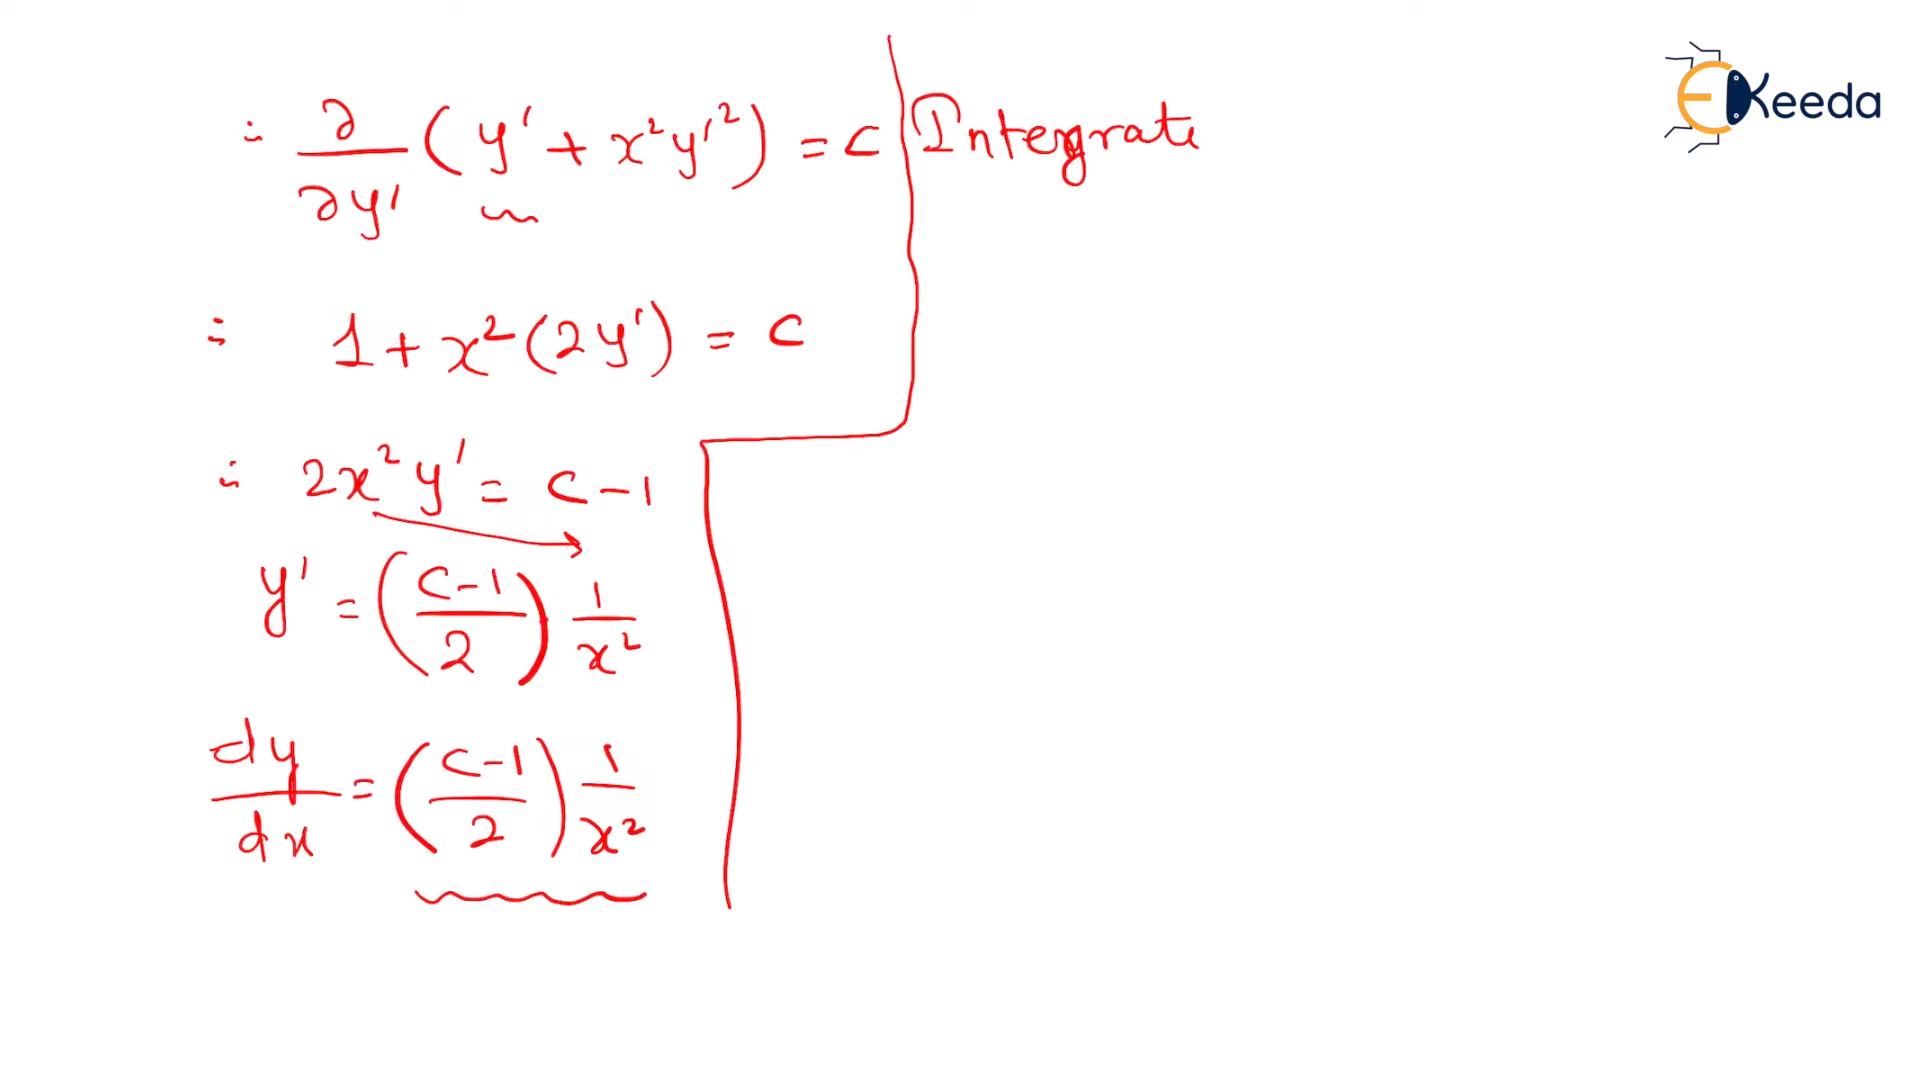 ∴ ∂/∂y' (y' + x²y'²) = c
∴ 1 + x²(2y') = c
∴ 2x²y' = c - 1
y' = ((c-1)/2) 1/x²
dy/dx = ((c-1)/2) 1/x²
Integrate
EKeeda